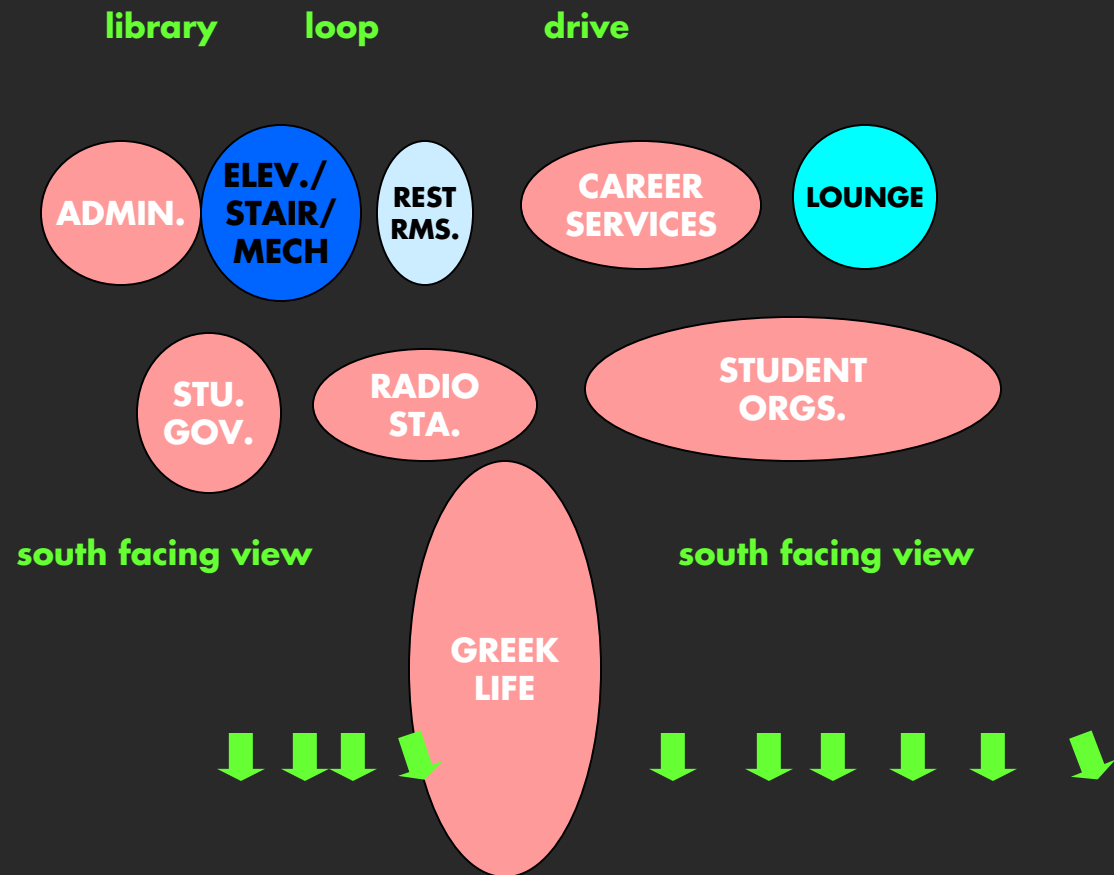 library loop drive
ADMIN.
ELEV./
STAIR/
MECH
REST
RMS.
CAREER
SERVICES
LOUNGE
STU.
GOV.
RADIO
STA.
STUDENT
ORGS.
south facing view
south facing view
GREEK
LIFE